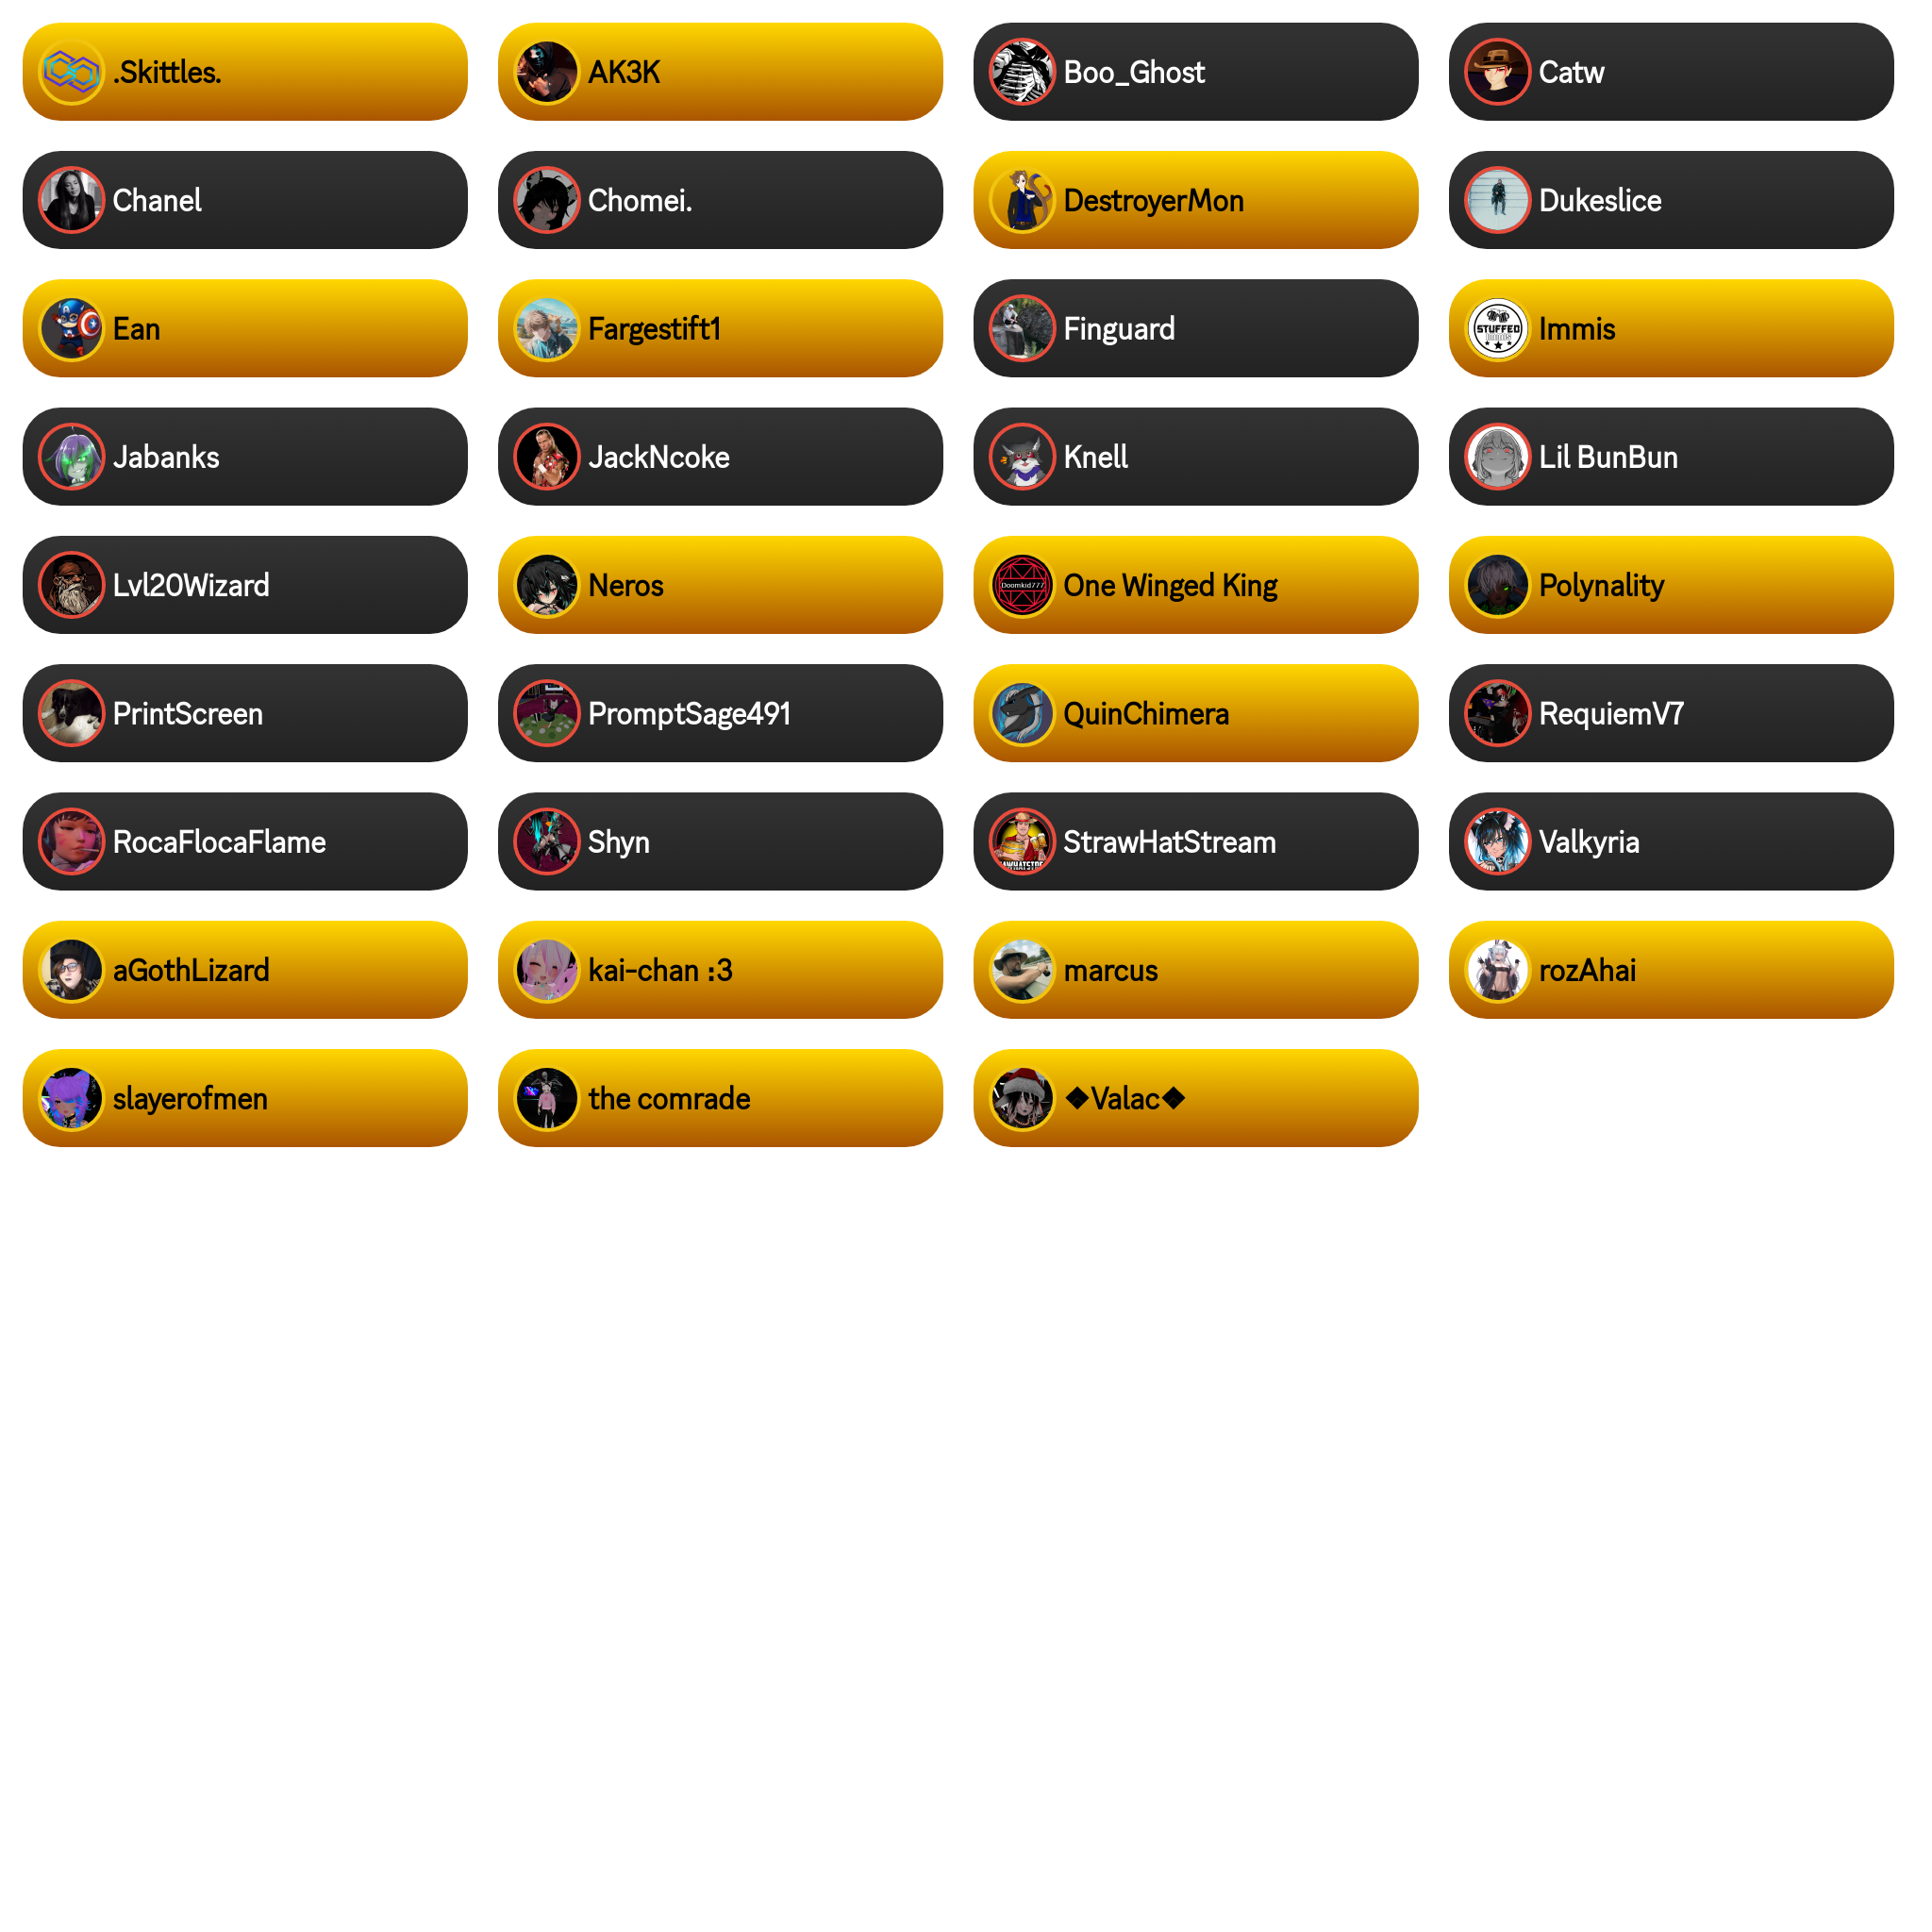 .Skittles.
AK3K
Boo_Ghost
Catw
Chanel
Chomei.
DestroyerMon
Dukeslice
Ean
Fargestift1
Finguard
STUFFED
Immis
Jabanks
JackNcoke
Knell
Lil BunBun
Lvl20Wizard
Neros
Doomkid777
One Winged King
Polynality
PrintScreen
PromptSage491
QuinChimera
RequiemV7
RocaFlocaFlame
Shyn
StrawHatStream
Valkyria
aGothLizard
kai-chan :3
marcus
rozAhai
slayerofmen
the comrade
❖Valac❖